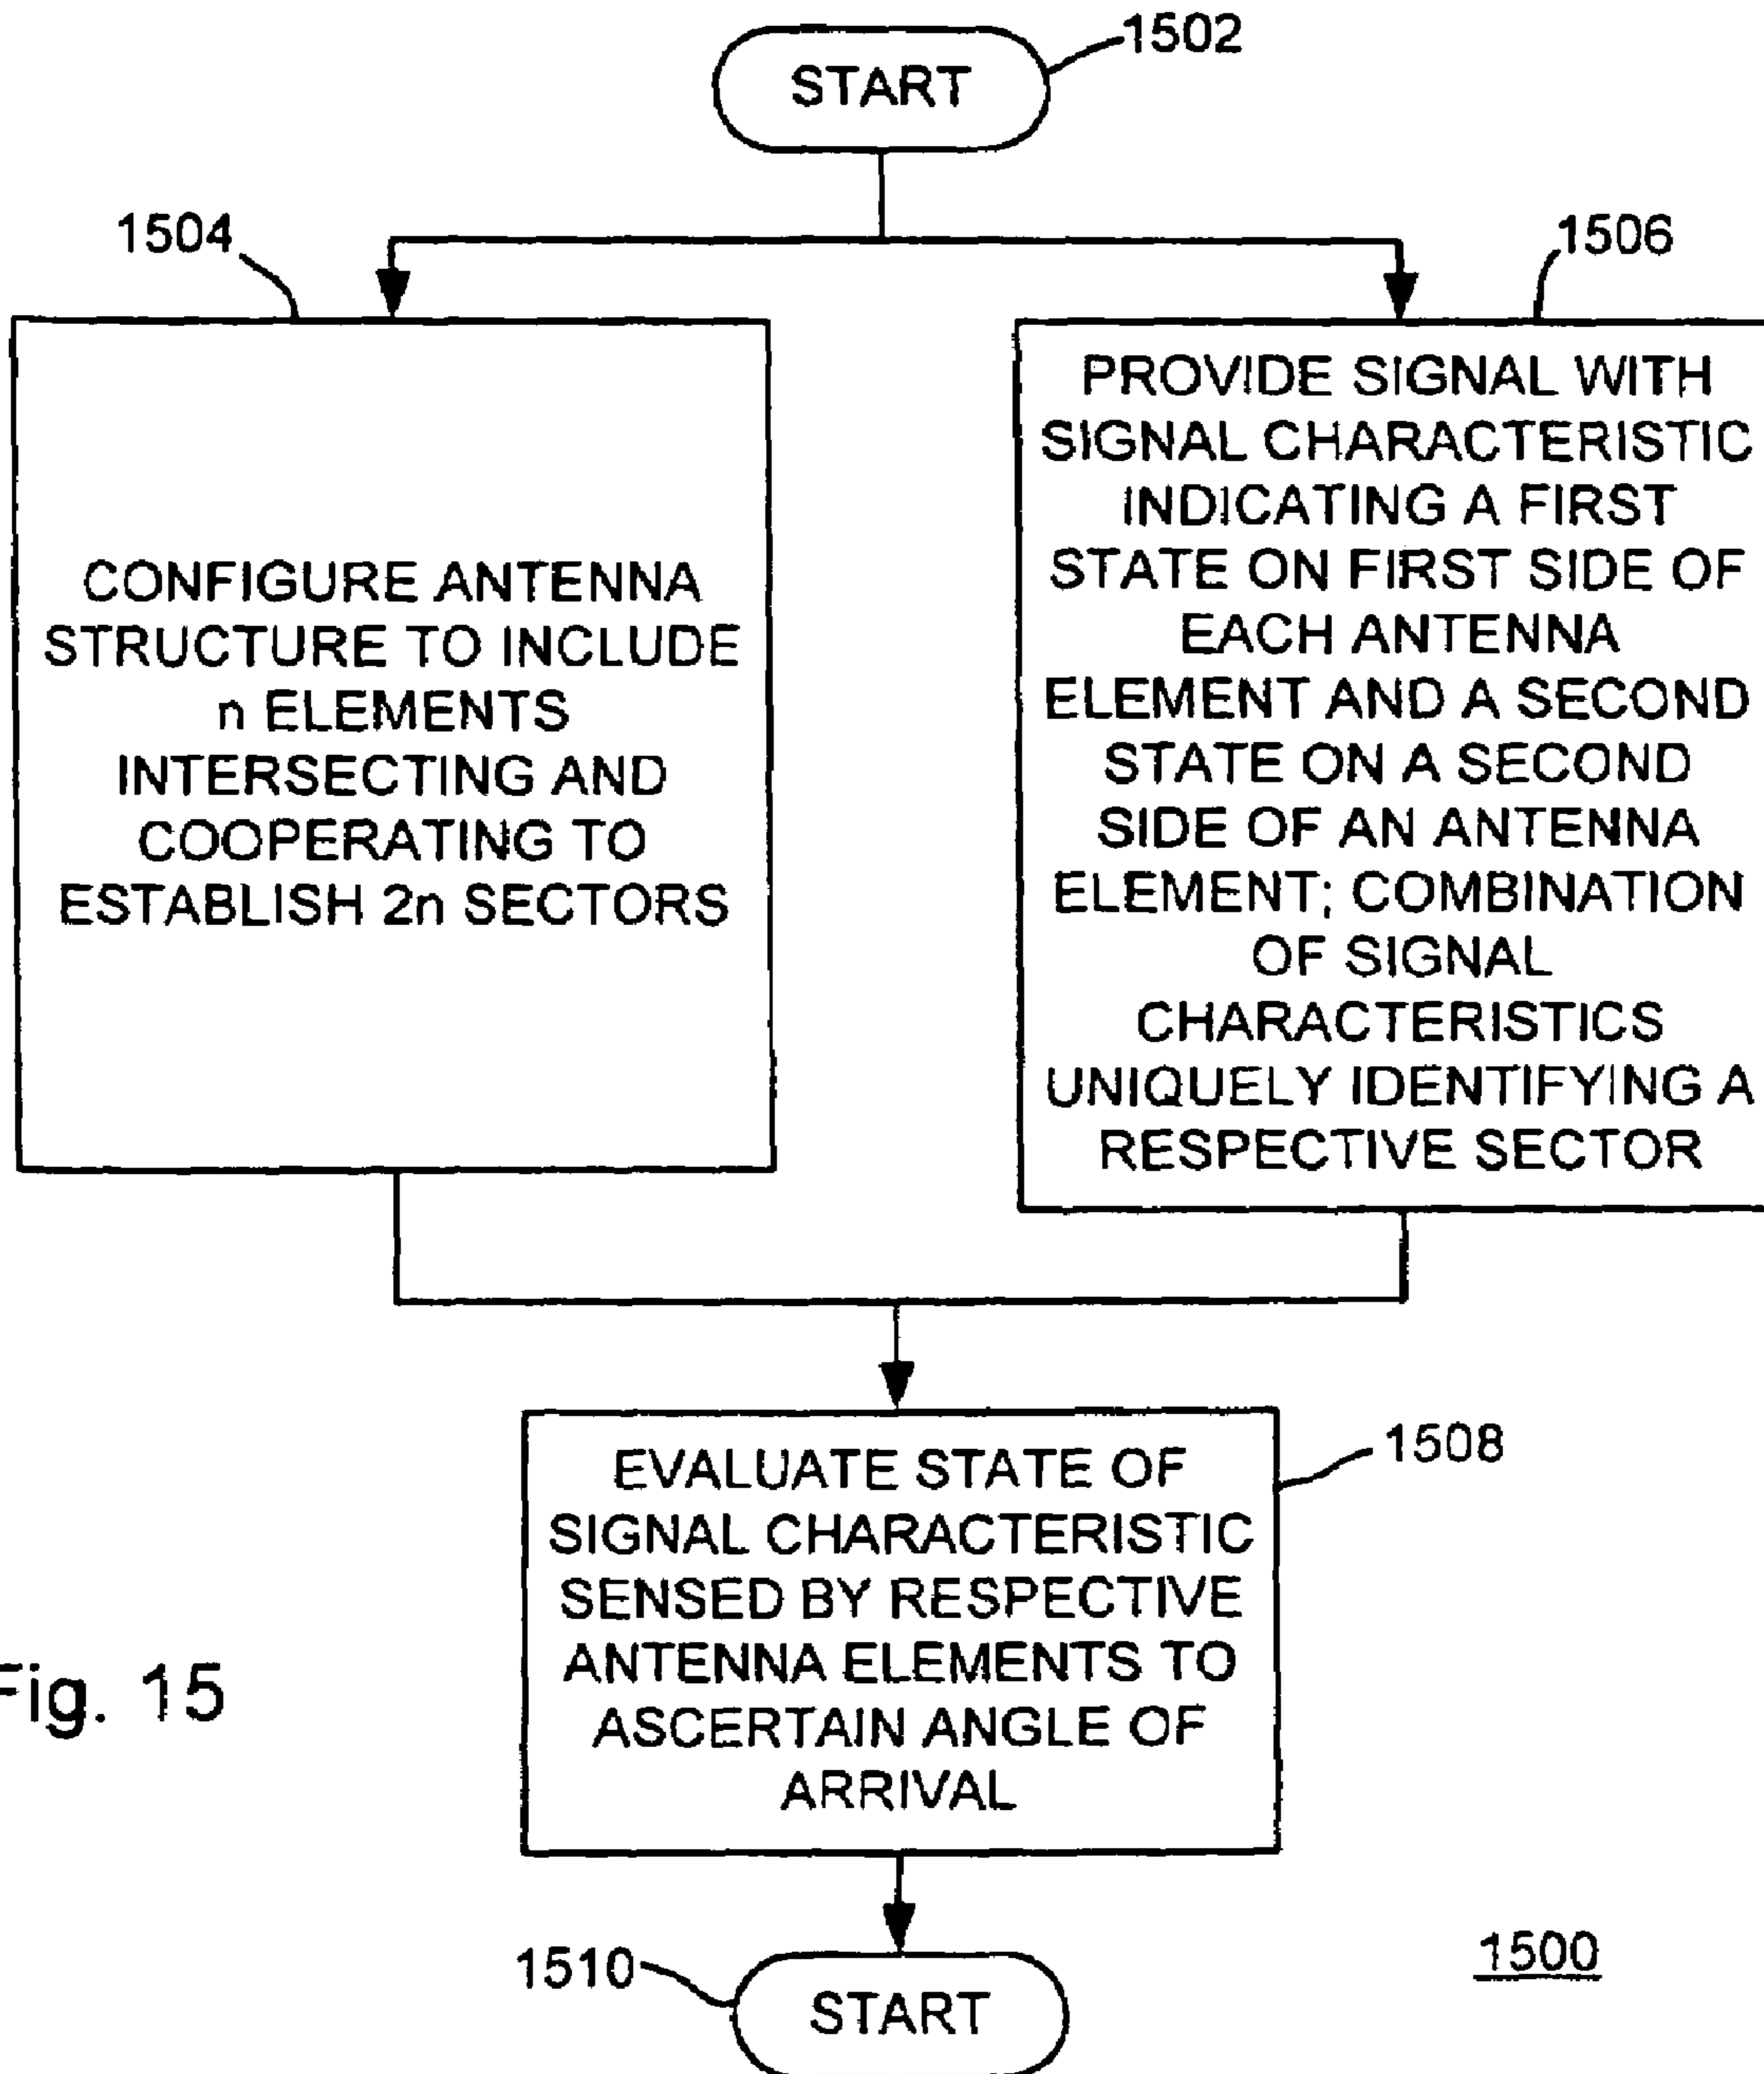 START
1502
1504
1506
CONFIGURE ANTENNA
STRUCTURE TO INCLUDE
n ELEMENTS
INTERSECTING AND
COOPERATING TO
ESTABLISH 2n SECTORS
PROVIDE SIGNAL WITH
SIGNAL CHARACTERISTIC
INDICATING A FIRST
STATE ON FIRST SIDE OF
EACH ANTENNA
ELEMENT AND A SECOND
STATE ON A SECOND
SIDE OF AN ANTENNA
ELEMENT; COMBINATION
OF SIGNAL
CHARACTERISTICS
UNIQUELY IDENTIFYING A
RESPECTIVE SECTOR
1508
EVALUATE STATE OF
SIGNAL CHARACTERISTIC
SENSED BY RESPECTIVE
ANTENNA ELEMENTS TO
ASCERTAIN ANGLE OF
ARRIVAL
Fig. 15
1510
START
1500